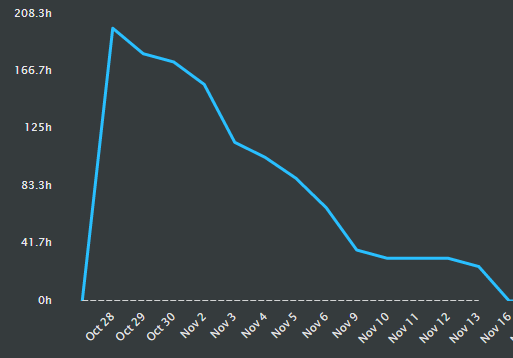 208.3h
166.7h
125h
83.3h
41.7h
0h
Oct 28
Oct 29
Oct 30
Nov 2
Nov 3
Nov 4
Nov 5
Nov 6
Nov 9
Nov 10
Nov 11
Nov 12
Nov 13
Nov 16